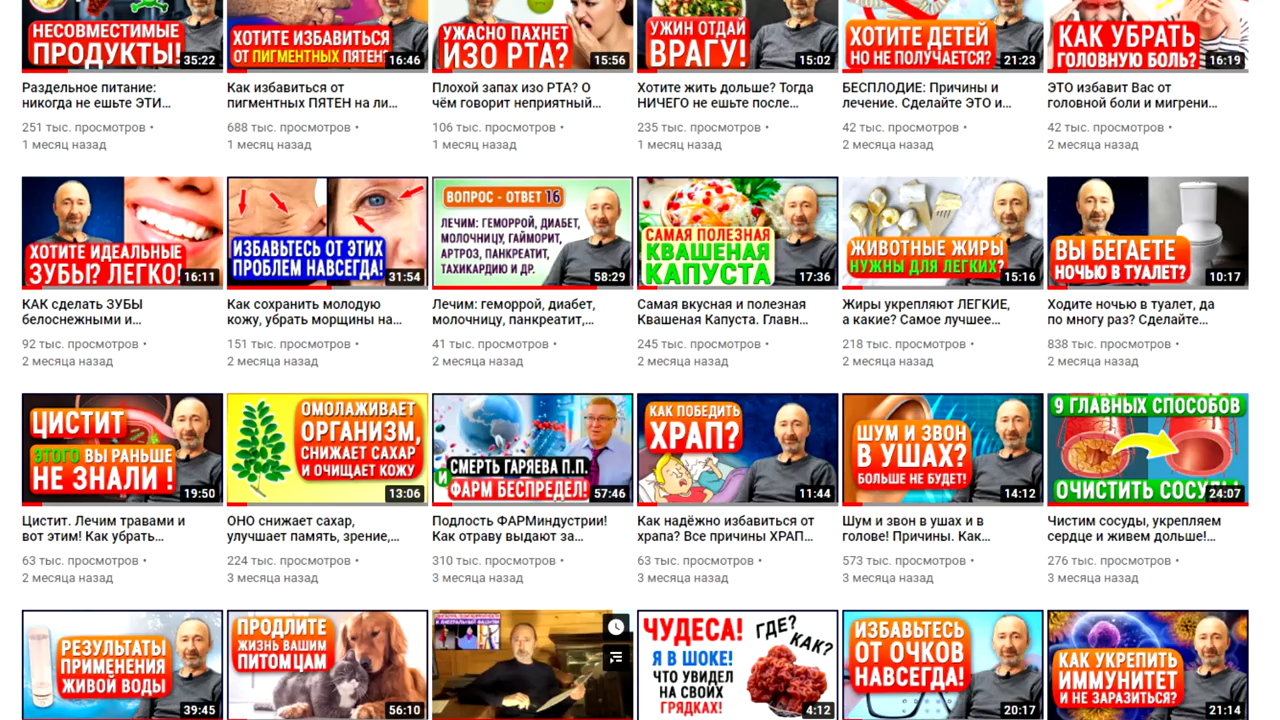 НЕСОВМЕСТИМЫЕ
ПРОДУКТЫ!
35:22
Раздельное питание:
никогда не ешьте ЭТИ...
251 тыс. просмотров •
1 месяц назад
ХОТИТЕ ИЗБАВИТЬСЯ
ОТ ПИГМЕНТНЫХ ПЯТЕН?
16:46
Как избавиться от
пигментных ПЯТЕН на ли...
688 тыс. просмотров •
1 месяц назад
УЖАСНО ПАХНЕТ
ИЗО РТА?
15:56
Плохой запах изо РТА? О
чём говорит неприятный...
106 тыс. просмотров •
1 месяц назад
УЖИН ОТДАЙ
ВРАГУ!
15:02
Хотите жить дольше? Тогда
НИЧЕГО не ешьте после...
235 тыс. просмотров •
1 месяц назад
ХОТИТЕ ДЕТЕЙ
НО НЕ ПОЛУЧАЕТСЯ?
21:23
БЕСПЛОДИЕ: Причины и
лечение. Сделайте ЭТО и...
42 тыс. просмотров •
2 месяца назад
КАК УБРАТЬ
ГОЛОВНУЮ БОЛЬ?
16:19
ЭТО избавит Вас от
головной боли и мигрени...
42 тыс. просмотров •
2 месяца назад
ХОТИТЕ ИДЕАЛЬНЫЕ
ЗУБЫ? ЛЕГКО!
16:11
КАК сделать ЗУБЫ
белоснежными и...
92 тыс. просмотров •
2 месяца назад
ИЗБАВЬТЕСЬ ОТ ЭТИХ
ПРОБЛЕМ НАВСЕГДА!
31:54
Как сохранить молодую
кожу, убрать морщины на...
151 тыс. просмотров •
2 месяца назад
ВОПРОС - ОТВЕТ 16
ЛЕЧИМ: ГЕМОРРОЙ, ДИАБЕТ,
МОЛОЧНИЦУ, ГАЙМОРИТ,
АРТРОЗ, ПАНКРЕАТИТ,
ТАХИКАРДИЮ И ДР.
58:29
Лечим: геморрой, диабет,
молочницу, панкреатит,...
41 тыс. просмотров •
2 месяца назад
САМАЯ ПОЛЕЗНАЯ
КВАШЕНАЯ
КАПУСТА
17:36
Самая вкусная и полезная
Квашеная Капуста. Главн...
245 тыс. просмотров •
2 месяца назад
ЖИВОТНЫЕ ЖИРЫ
НУЖНЫ ДЛЯ ЛЕГКИХ?
15:16
Жиры укрепляют ЛЕГКИЕ,
а какие? Самое лучшее...
218 тыс. просмотров •
2 месяца назад
ВЫ БЕГАЕТЕ
НОЧЬЮ В ТУАЛЕТ?
10:17
Ходите ночью в туалет, да
по многу раз? Сделайте...
838 тыс. просмотров •
2 месяца назад
ЦИСТИТ
ЭТОГО ВЫ РАНЬШЕ
НЕ ЗНАЛИ !
19:50
Цистит. Лечим травами и
вот этим! Как убрать...
63 тыс. просмотров •
2 месяца назад
ОМОЛАЖИВАЕТ
ОРГАНИЗМ,
СНИЖАЕТ САХАР
И ОЧИЩАЕТ КОЖУ
13:06
ОНО снижает сахар,
улучшает память, зрение,...
224 тыс. просмотров •
3 месяца назад
СМЕРТЬ ГАРЯЕВА П.П.
И ФАРМ БЕСПРЕДЕЛ!
57:46
Подлость ФАРМиндустрии!
Как отраву выдают за...
310 тыс. просмотров •
3 месяца назад
КАК ПОБЕДИТЬ
ХРАП?
11:44
Как надёжно избавиться от
храпа? Все причины ХРАП...
63 тыс. просмотров •
3 месяца назад
ШУМ И ЗВОН
В УШАХ?
БОЛЬШЕ НЕ БУДЕТ!
14:12
Шум и звон в ушах и в
голове! Причины. Как...
573 тыс. просмотров •
3 месяца назад
9 ГЛАВНЫХ СПОСОБОВ
ОЧИСТИТЬ СОСУДЫ
24:07
Чистим сосуды, укрепляем
сердце и живем дольше!...
276 тыс. просмотров •
3 месяца назад
РЕЗУЛЬТАТЫ
ПРИМЕНЕНИЯ
ЖИВОЙ ВОДЫ
39:45
ПРОДЛИТЕ
ЖИЗНЬ ВАШИМ
ПИТОМЦАМ
56:10
ЧУДЕСА!
ГДЕ?
КАК?
Я В ШОКЕ!
ЧТО УВИДЕЛ
НА СВОИХ
ГРЯДКАХ!
4:12
ИЗБАВЬТЕСЬ
ОТ ОЧКОВ
НАВСЕГДА!
20:17
КАК УКРЕПИТЬ
ИММУНИТЕТ
И НЕ ЗАРАЗИТЬСЯ?
21:14